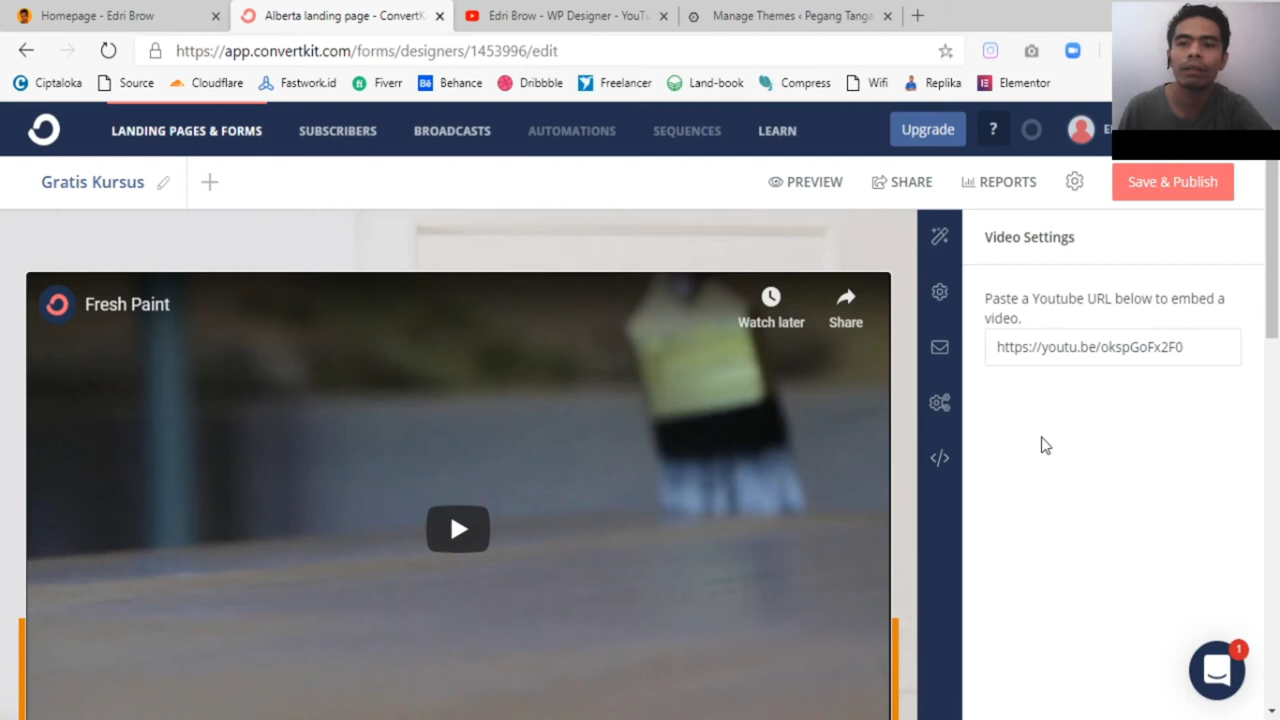 Homepage - Edri Brow
Alberta landing page - ConvertK
Edri Brow - WP Designer - YouTu
Manage Themes ‹ Pegang Tanga
https://app.convertkit.com/forms/designers/1453996/edit
Ciptaloka Source Cloudflare Fastwork.id Fiverr Behance Dribbble Freelancer Land-book Compress Wifi Replika Elementor
LANDING PAGES & FORMS SUBSCRIBERS BROADCASTS AUTOMATIONS SEQUENCES LEARN Upgrade ?
Gratis Kursus PREVIEW SHARE REPORTS Save & Publish
Video Settings
Fresh Paint
Watch later
Share
Paste a Youtube URL below to embed a
video.
https://youtu.be/okspGoFx2F0
1